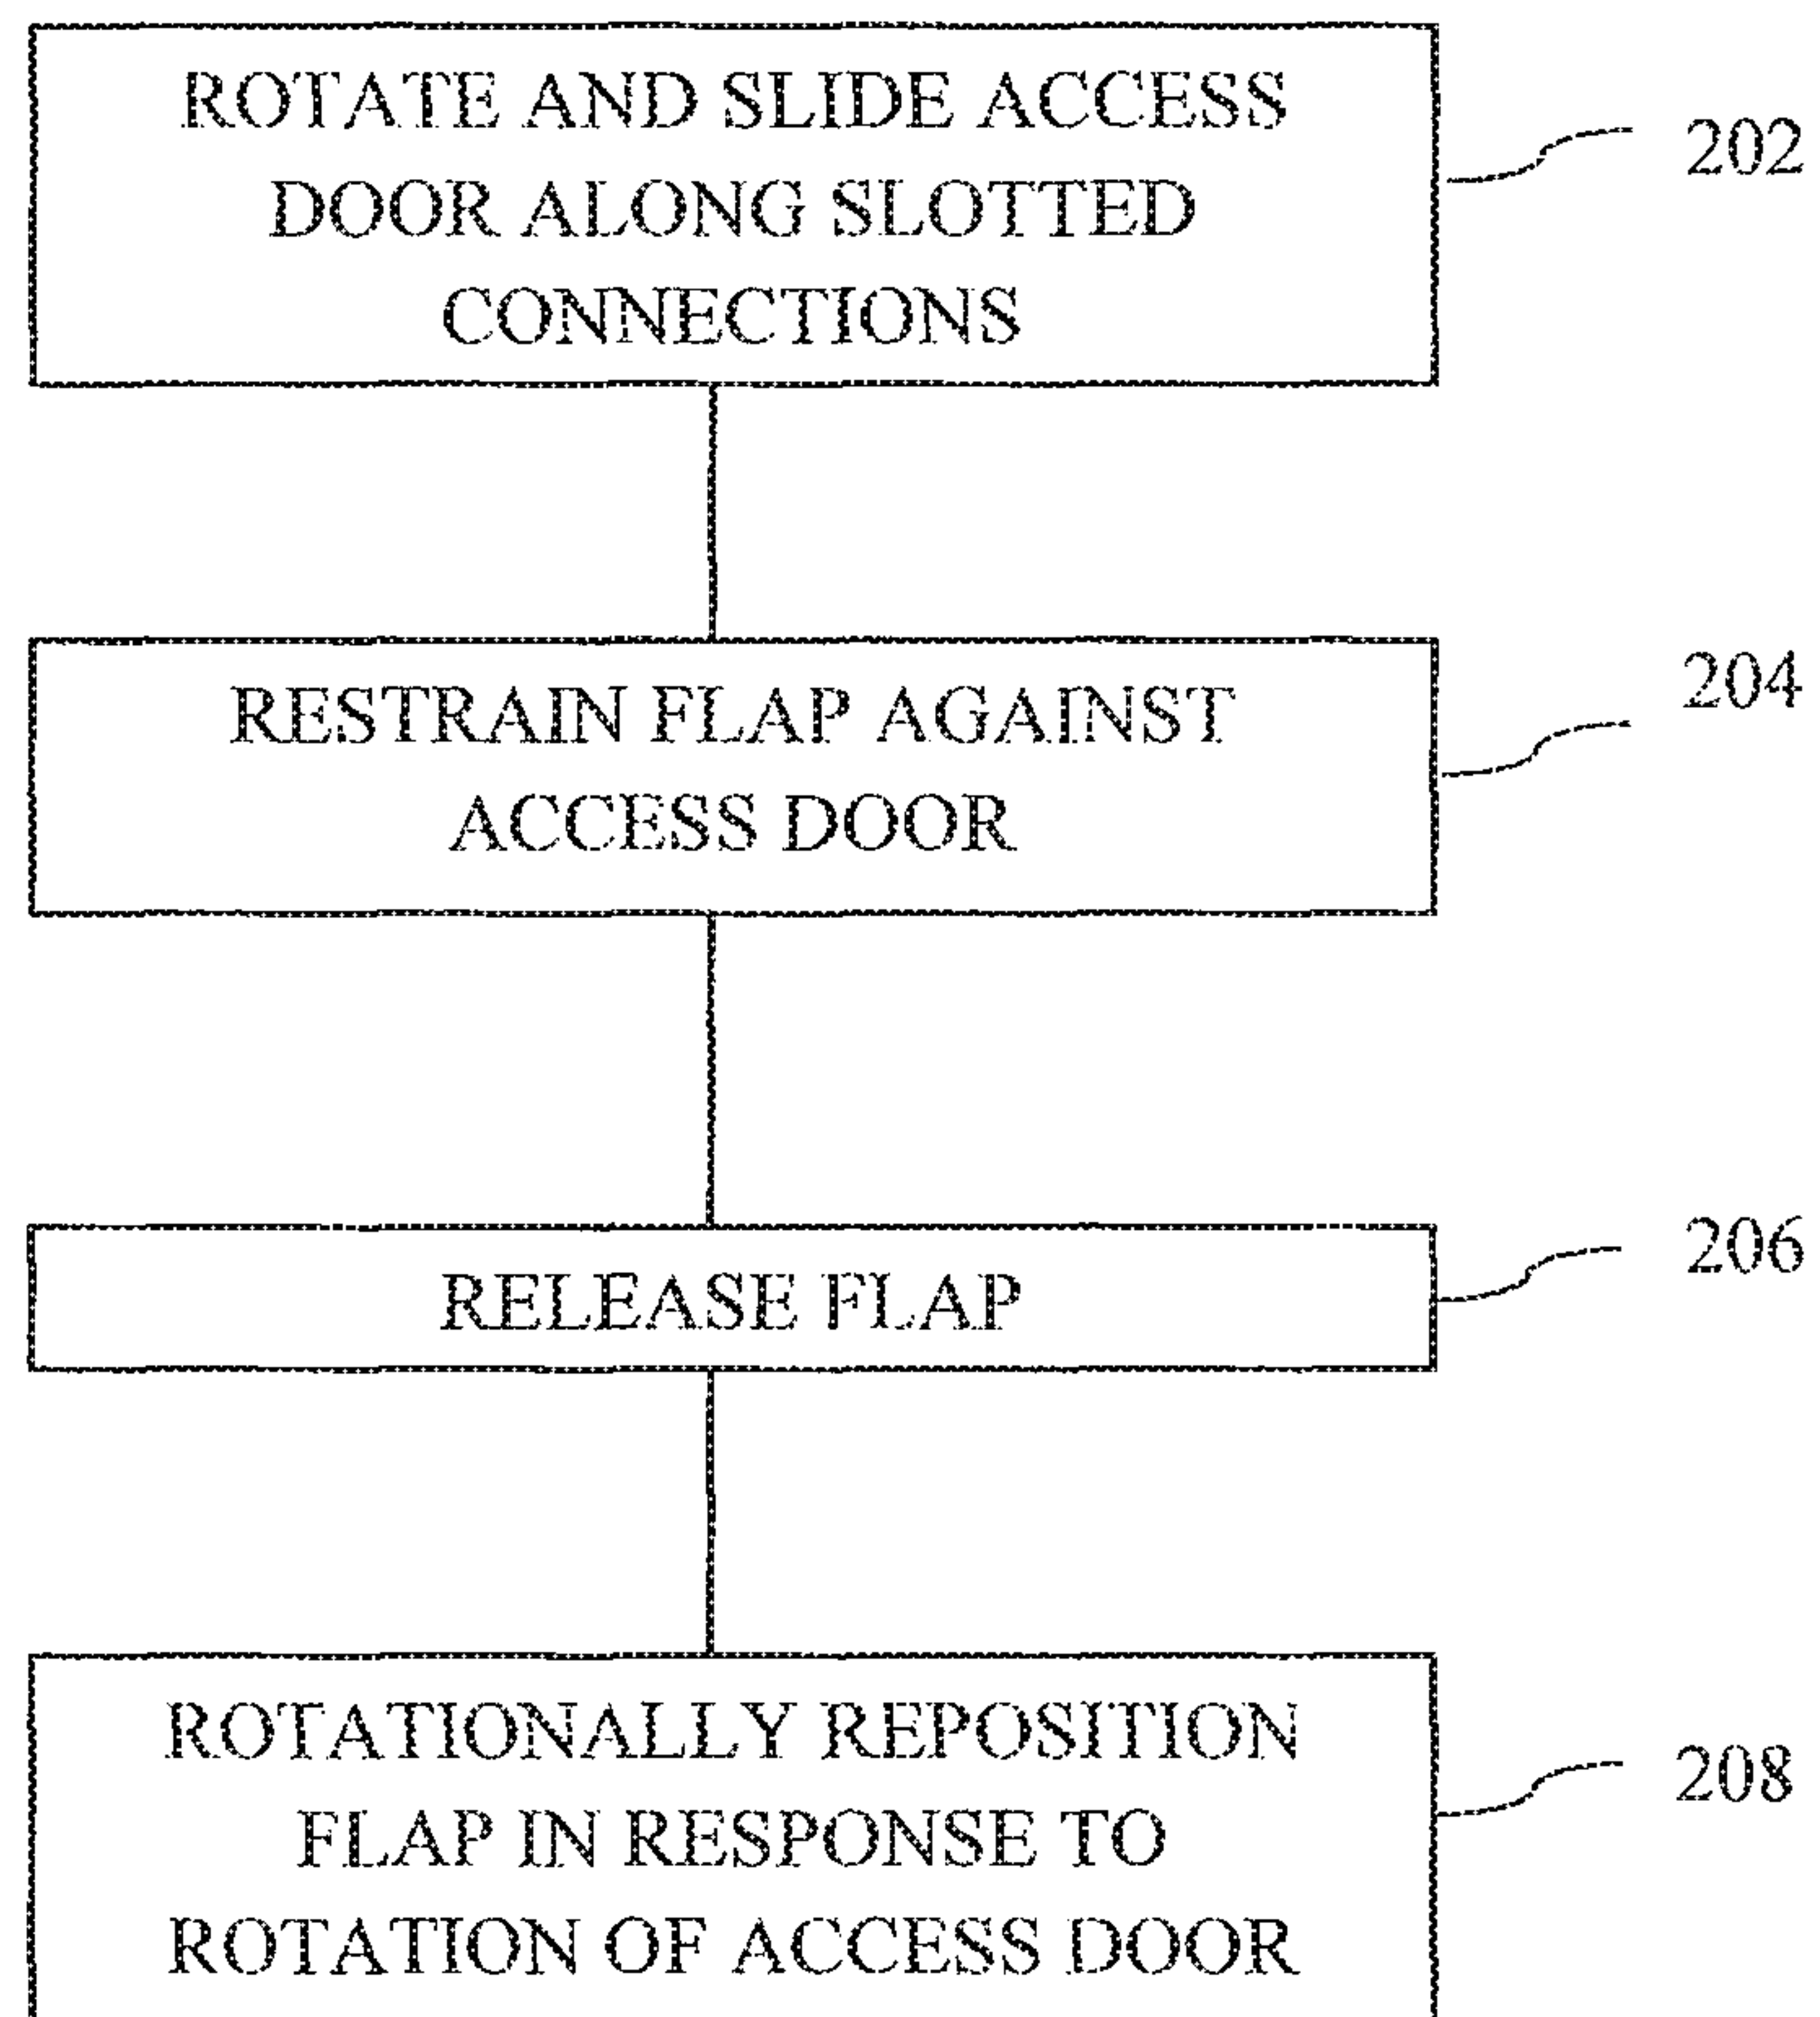 ROTATE AND SLIDE ACCESS
DOOR ALONG SLOTTED
CONNECTIONS
202
RESTRAIN FLAP AGAINST
ACCESS DOOR
204
RELEASE FLAP
206
ROTATIONALLY REPOSITION
FLAP IN RESPONSE TO
ROTATION OF ACCESS DOOR
208